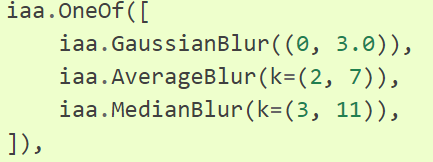 iaa.OneOf([
    iaa.GaussianBlur((0, 3.0)),
    iaa.AverageBlur(k=(2, 7)),
    iaa.MedianBlur(k=(3, 11)),
]),